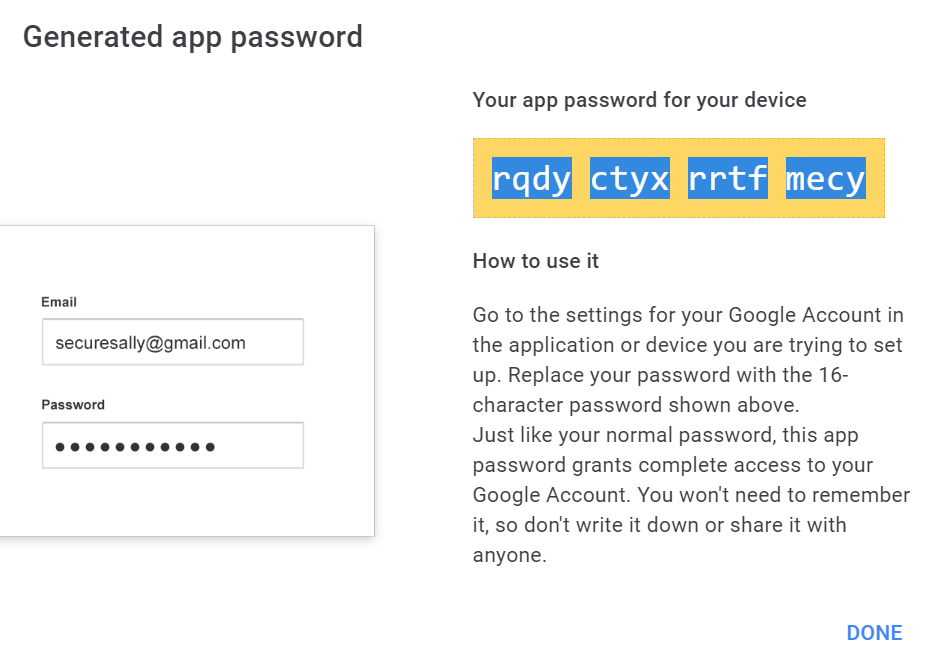 Generated app password
Your app password for your device
rqdy ctyx rrtf mecy
Email
securesally@gmail.com
Password
●●●●●●●●●●●
How to use it
Go to the settings for your Google Account in
the application or device you are trying to set
up. Replace your password with the 16-
character password shown above.
Just like your normal password, this app
password grants complete access to your
Google Account. You won't need to remember
it, so don't write it down or share it with
anyone.
DONE